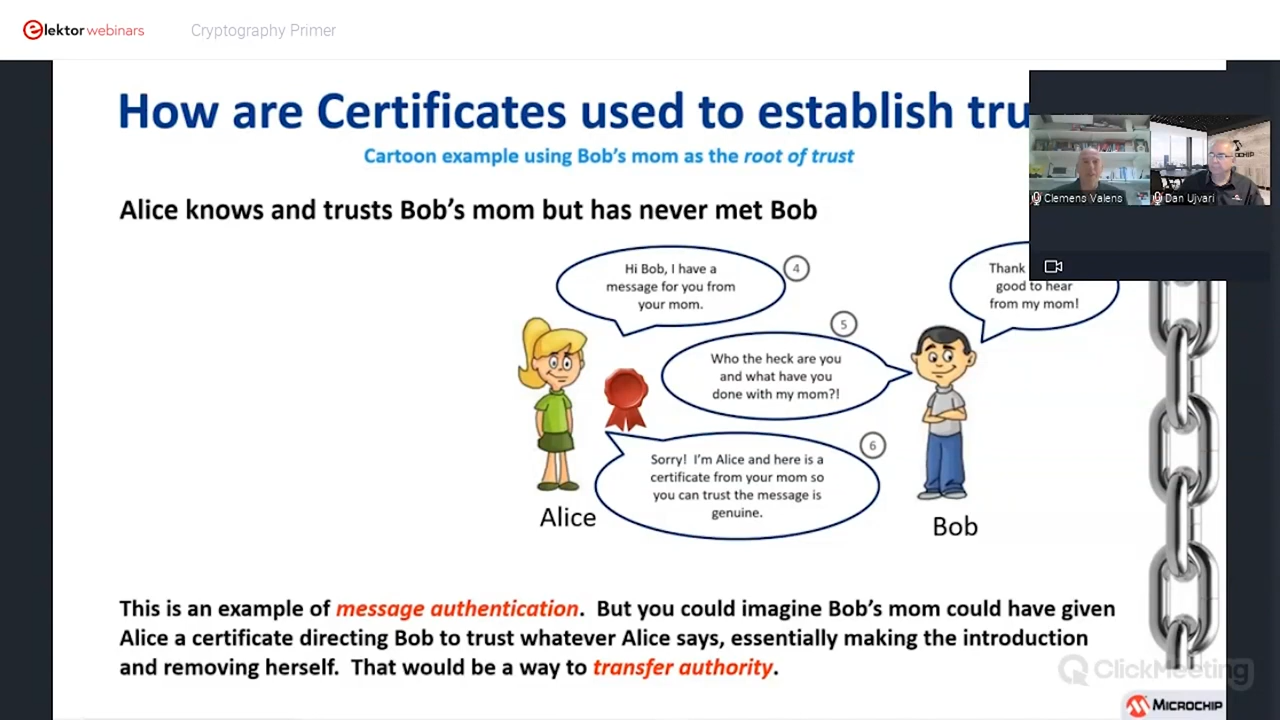 elektor webinars
Cryptography Primer
How are Certificates used to establish tru
Cartoon example using Bob's mom as the root of trust
Alice knows and trusts Bob's mom but has never met Bob
Clemens Valens
Dan Ujvari
MICROCHIP
Hi Bob, I have a
message for you from
your mom.
4
Thank
good to hear
from my mom!
5
Who the heck are you
and what have you
done with my mom?!
6
Sorry! I'm Alice and here is a
certificate from your mom so
you can trust the message is
genuine.
Alice
Bob
This is an example of message authentication. But you could imagine Bob's mom could have given
Alice a certificate directing Bob to trust whatever Alice says, essentially making the introduction
and removing herself. That would be a way to transfer authority.
ClickMeeting
MICROCHIP